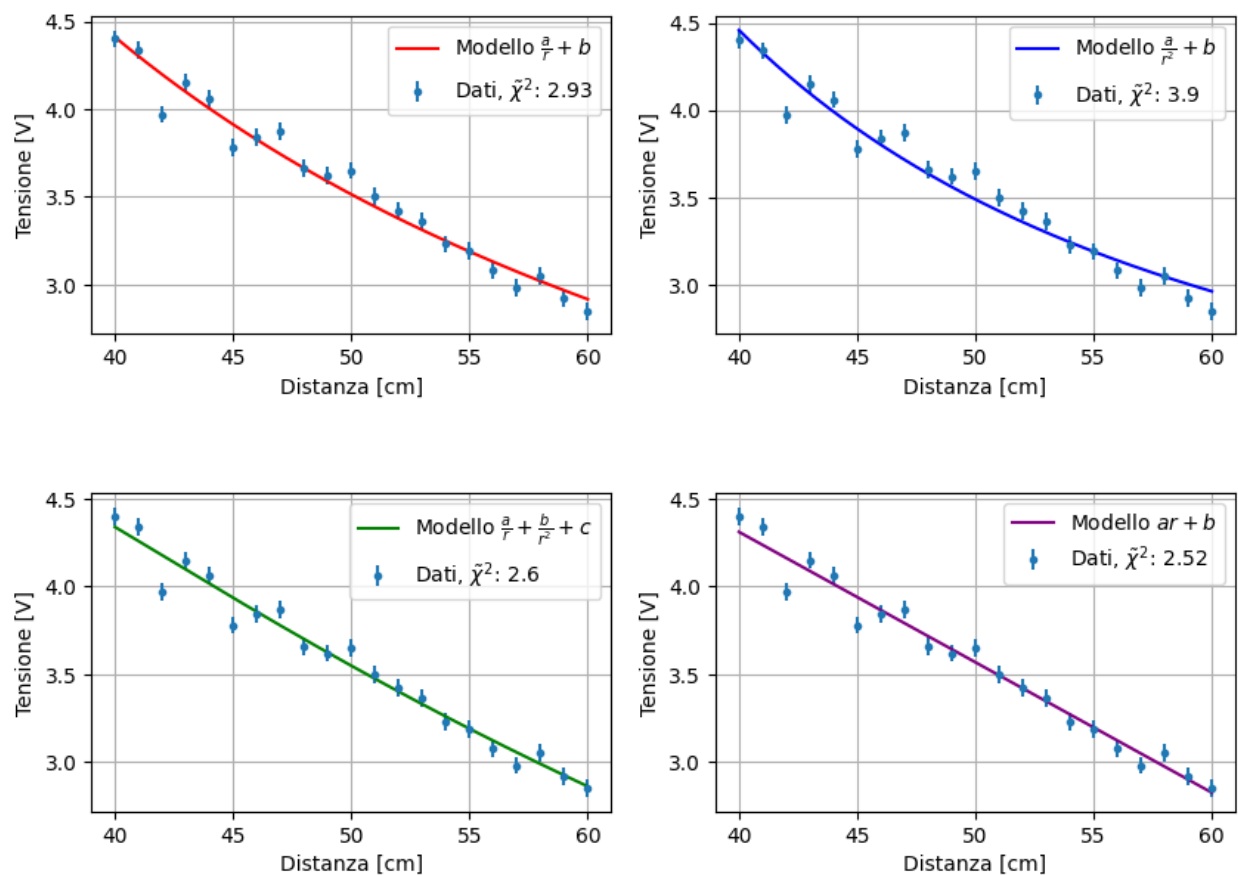 4.5
4.0
3.5
3.0
Tensione [V]
Modello a/r + b
Dati, χ̃²: 2.93
40 45 50 55 60
Distanza [cm]
4.5
4.0
3.5
3.0
Tensione [V]
Modello a/r² + b
Dati, χ̃²: 3.9
40 45 50 55 60
Distanza [cm]
4.5
4.0
3.5
3.0
Tensione [V]
Modello a/r + b/r² + c
Dati, χ̃²: 2.6
40 45 50 55 60
Distanza [cm]
4.5
4.0
3.5
3.0
Tensione [V]
Modello ar + b
Dati, χ̃²: 2.52
40 45 50 55 60
Distanza [cm]